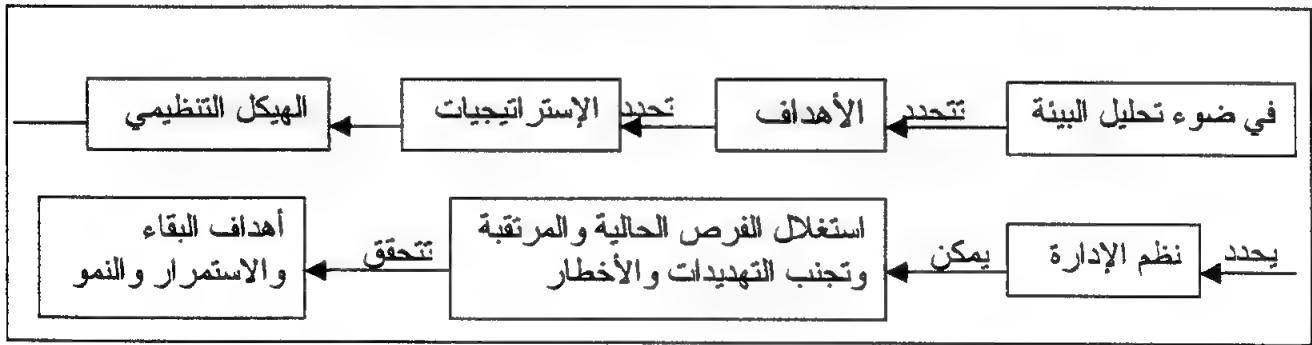 في ضوء تحليل البيئة
تتحدد
الأهداف
تحدد
الإستراتيجيات
الهيكل التنظيمي
يحدد
نظم الإدارة
يمكن
استغلال الفرص الحالية والمرتقبة
وتجنب التهديدات والأخطار
تتحقق
أهداف البقاء
والاستمرار والنمو